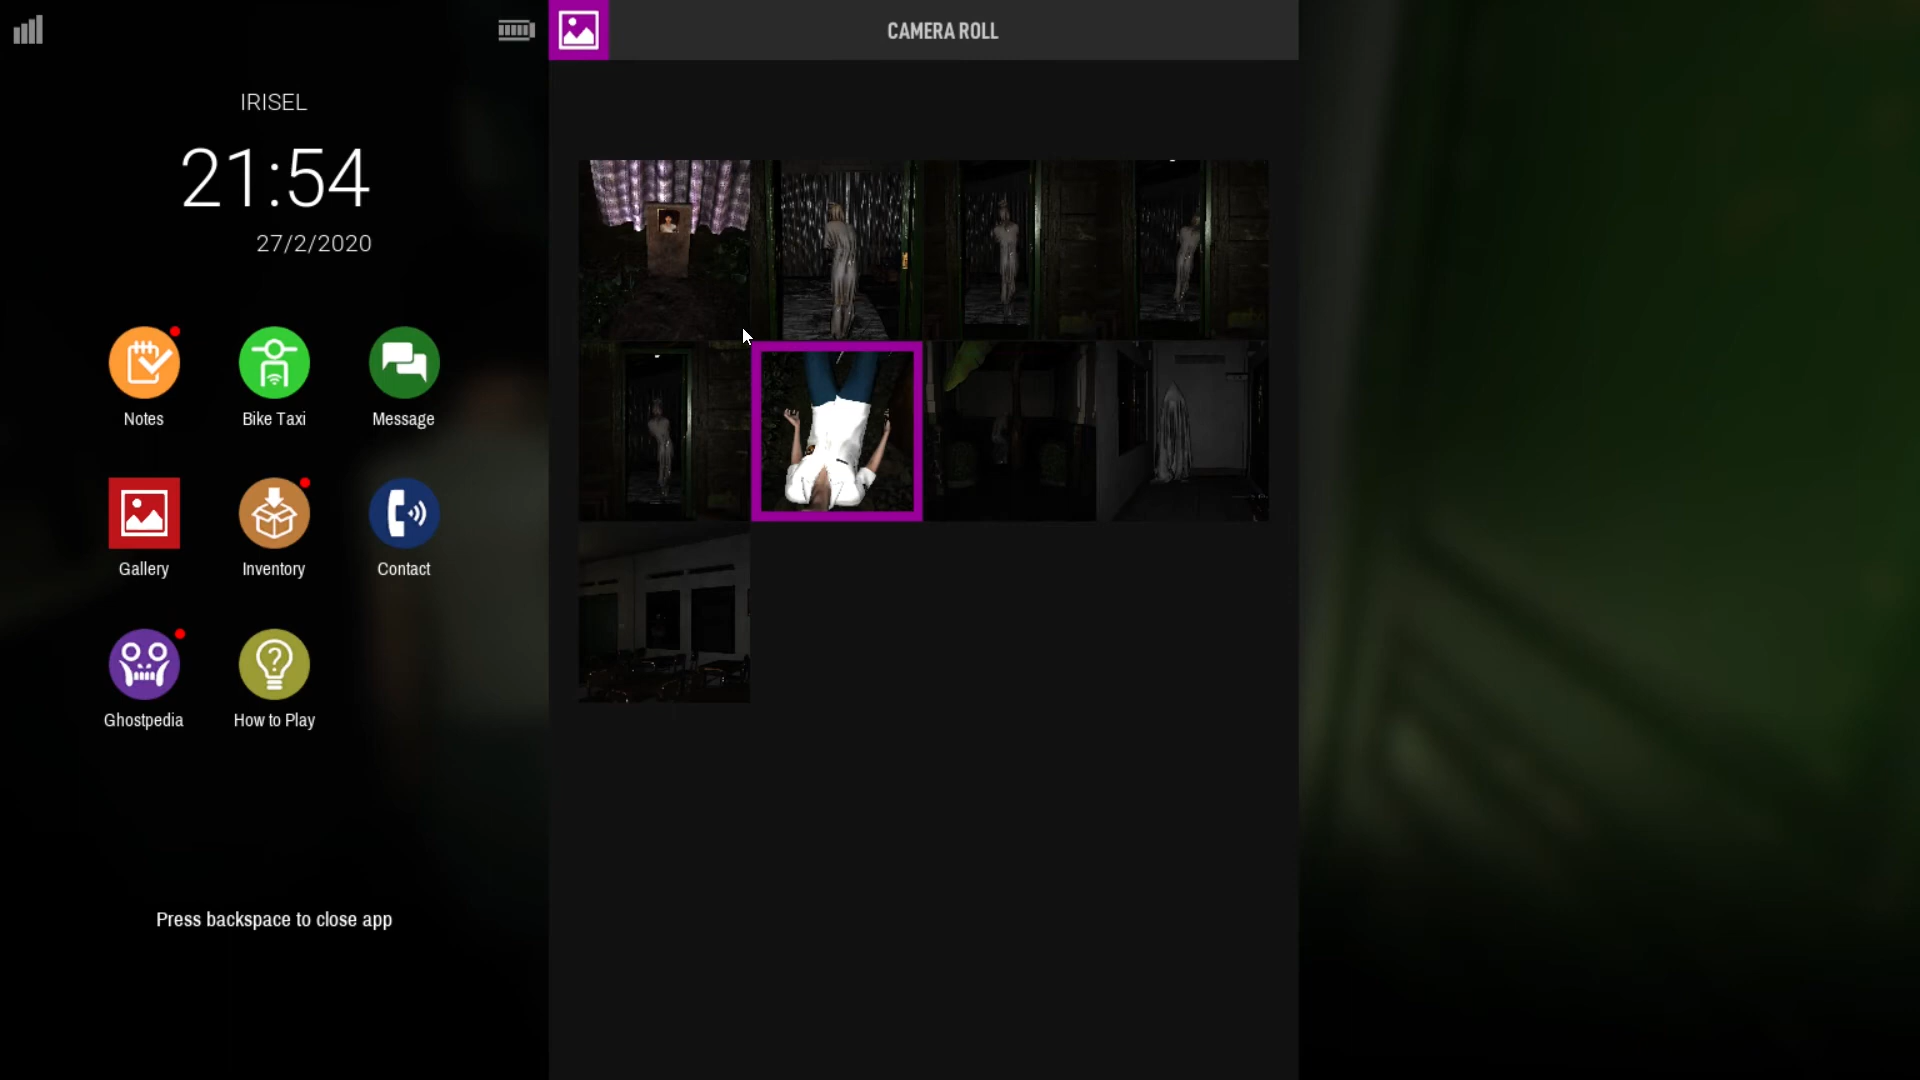 CAMERA ROLL
IRISEL
21:54
27/2/2020
Notes
Bike Taxi
Message
Gallery
Inventory
Contact
Ghostpedia
How to Play
Press backspace to close app